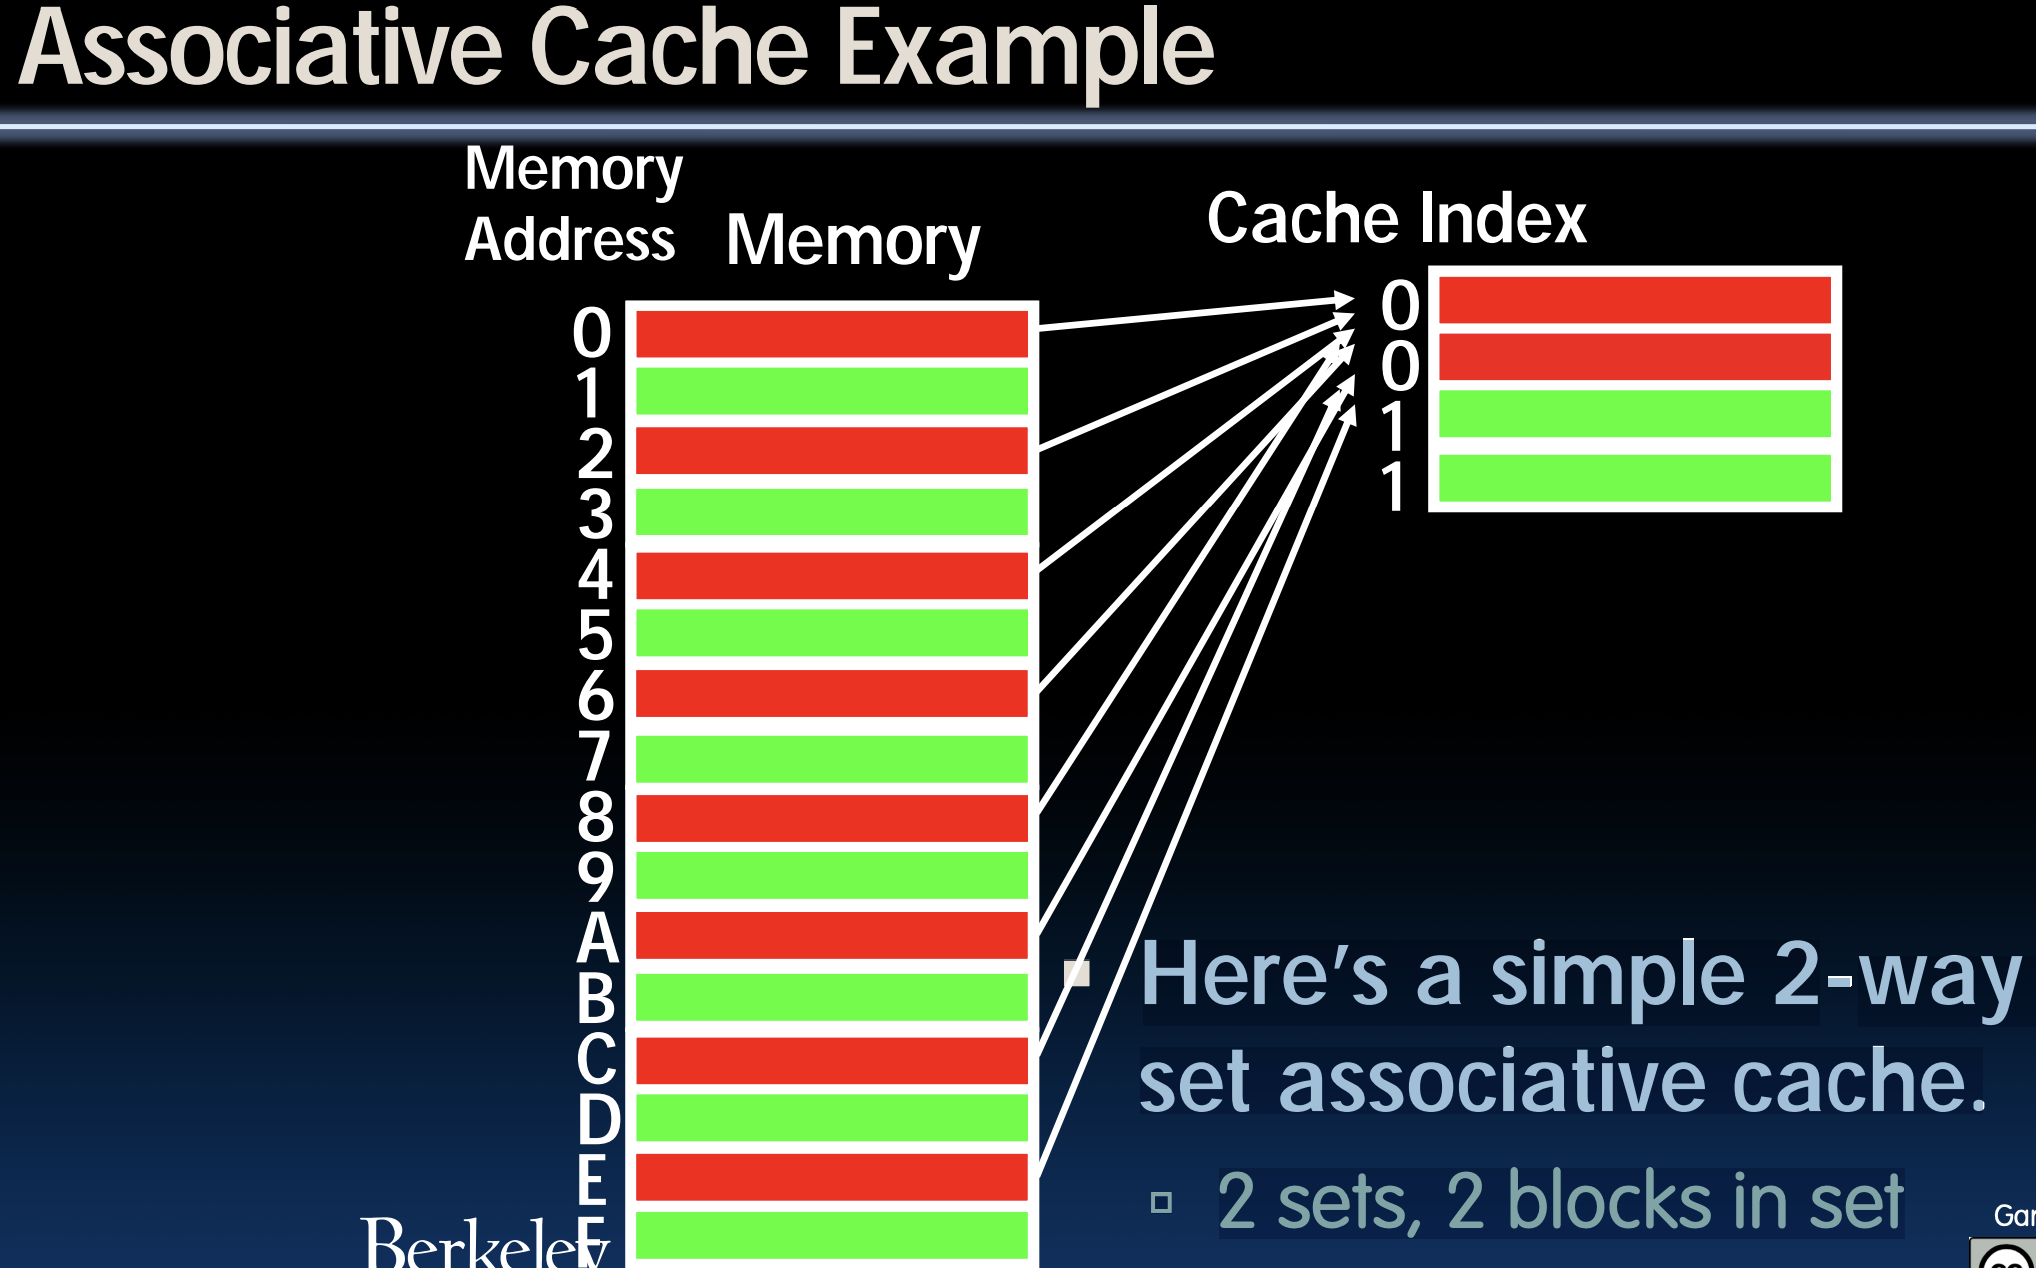 Associative Cache Example
Memory
Address
Memory
Cache Index
0
1
2
3
4
5
6
7
8
9
A
B
C
D
E
F
0
0
1
1
Here’s a simple 2-way
set associative cache.
2 sets, 2 blocks in set
Berkeley